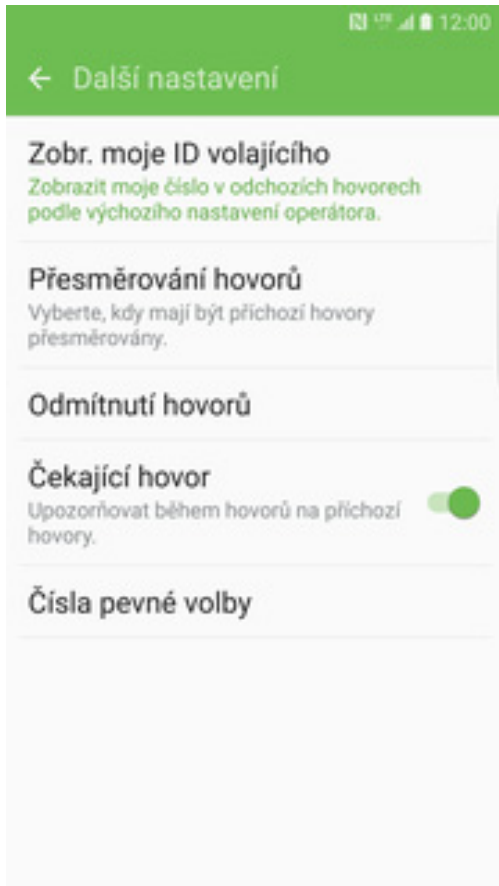 LTE 12:00
Další nastavení
Zobr. moje ID volajícího
Zobrazit moje číslo v odchozích hovorech
podle výchozího nastavení operátora.
Přesměrování hovorů
Vyberte, kdy mají být příchozí hovory
přesměrovány.
Odmítnutí hovorů
Čekající hovor
Upozorňovat během hovorů na příchozí
hovory.
Čísla pevné volby